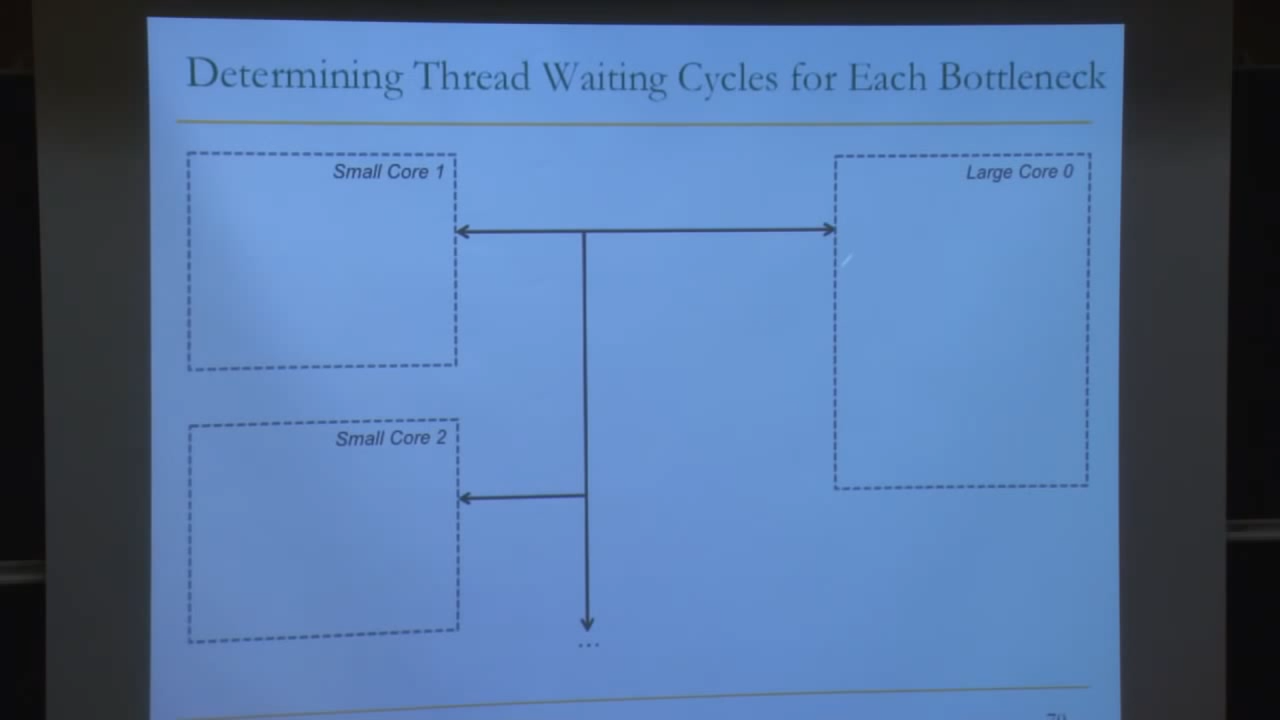 Determining Thread Waiting Cycles for Each Bottleneck
Small Core 1
Large Core 0
Small Core 2
...